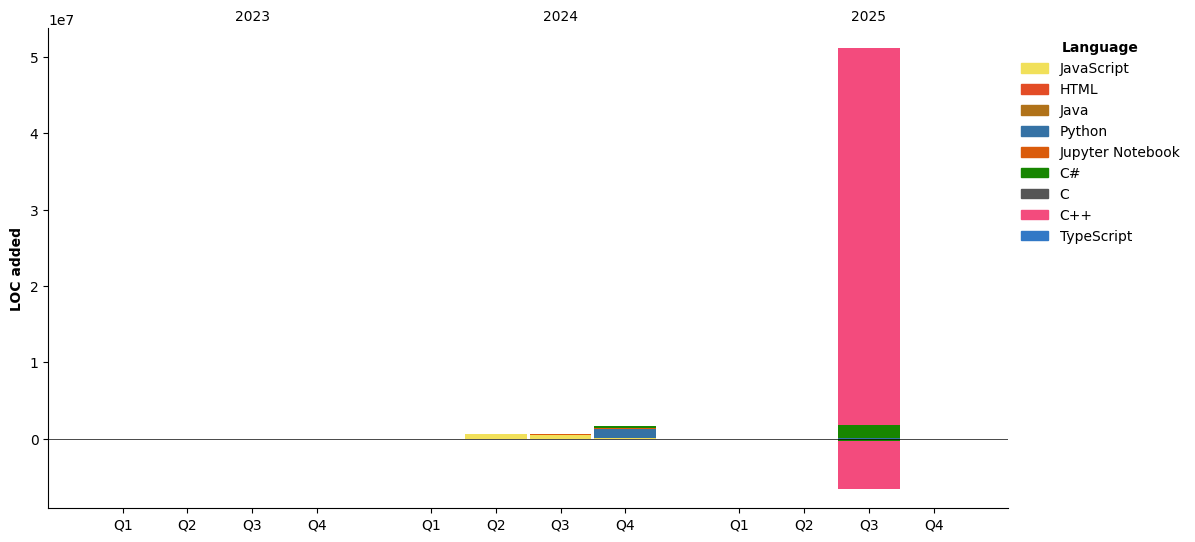 2023 2024 2025
1e7
Language
JavaScript
HTML
Java
Python
Jupyter Notebook
C#
C
C++
TypeScript
LOC added
5
4
3
2
1
0
Q1 Q2 Q3 Q4 Q1 Q2 Q3 Q4 Q1 Q2 Q3 Q4